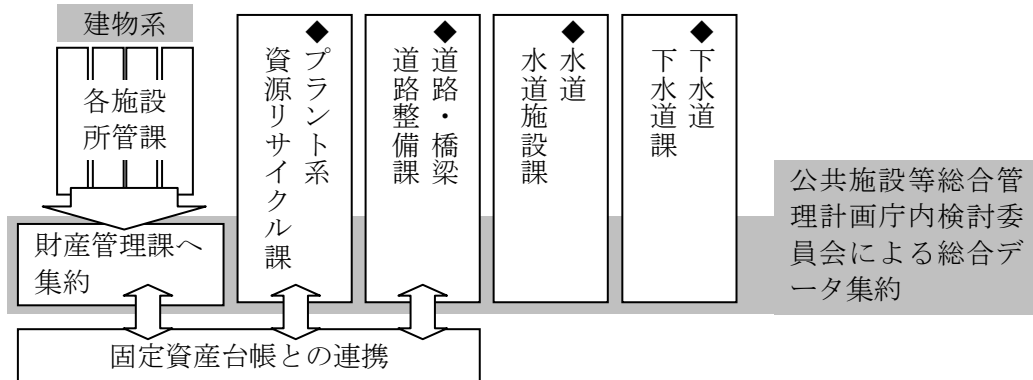 建物系
各施設
所管課
財産管理課へ
集約
◆プラント系
資源リサイクル課
◆道路・橋梁
道路整備課
◆水道
水道施設課
◆下水道
下水道課
公共施設等総合管
理計画庁内検討委
員会による総合デ
ータ集約
固定資産台帳との連携